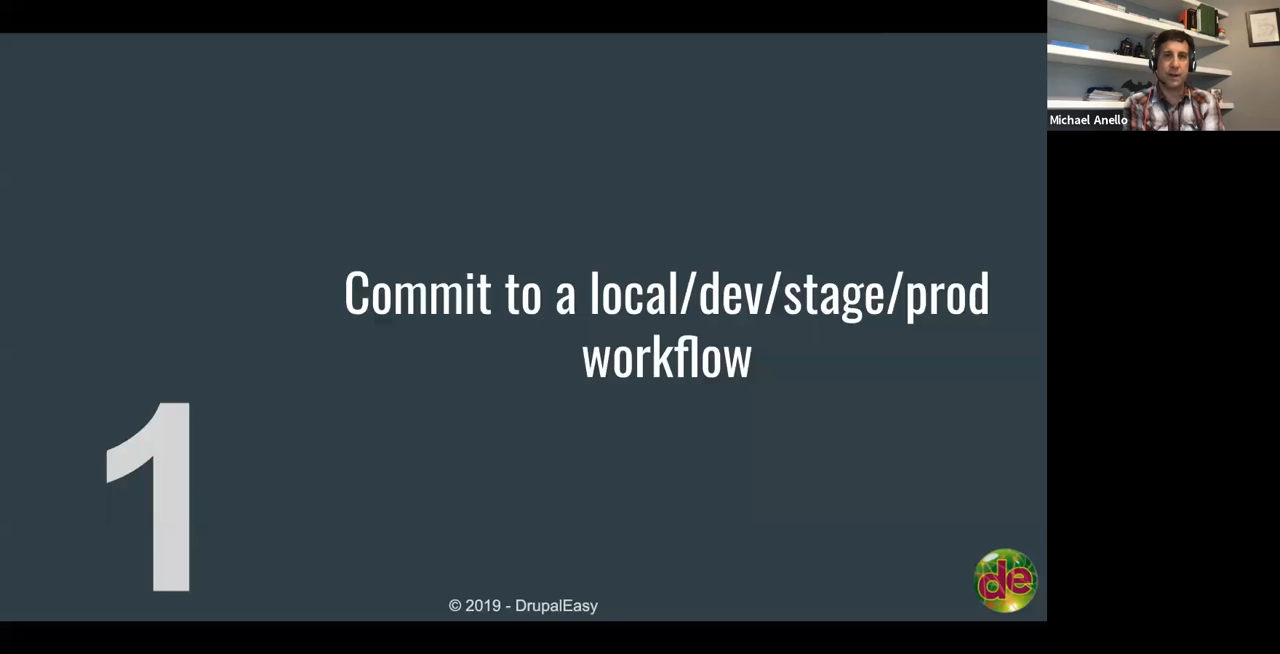 Commit to a local/dev/stage/prod
workflow
1
© 2019 - DrupalEasy
de
Michael Anello